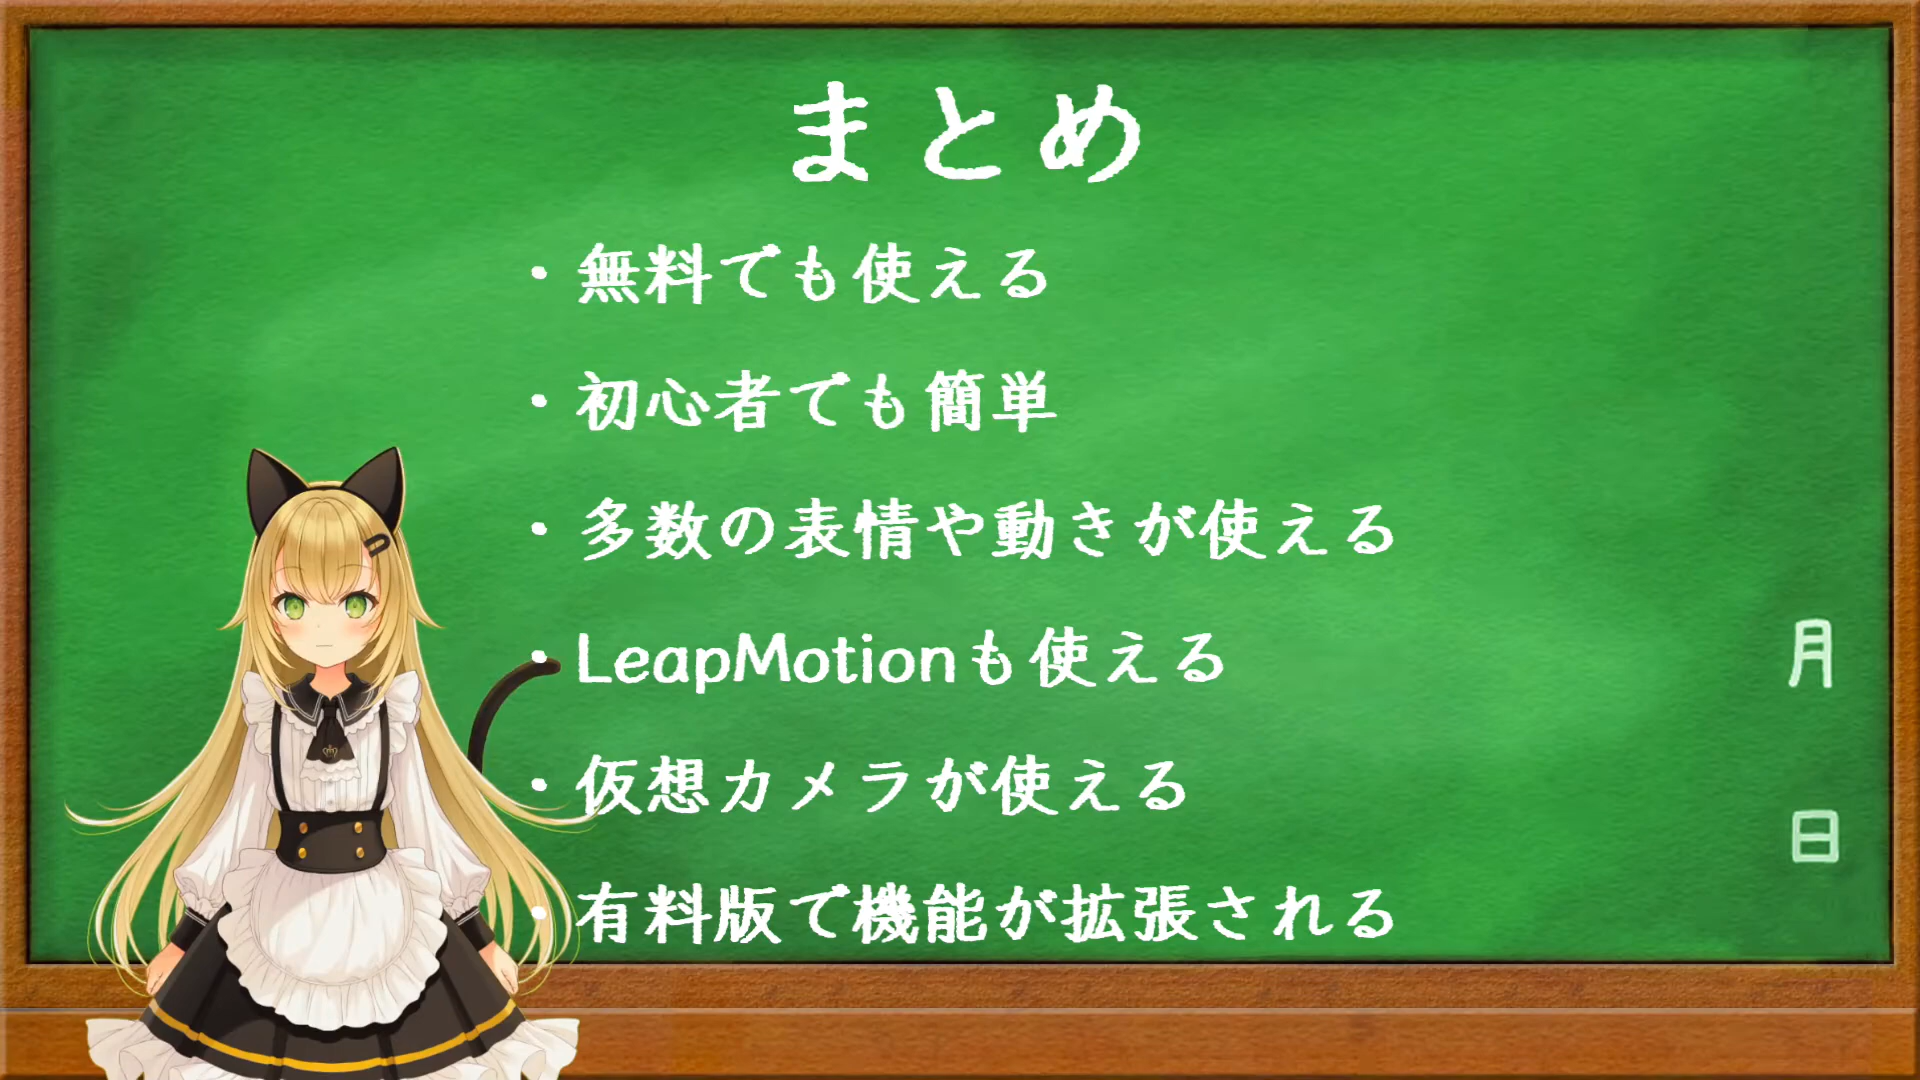 まとめ
・無料でも使える
・初心者でも簡単
・多数の表情や動きが使える
・LeapMotionも使える
・仮想カメラが使える
・有料版で機能が拡張される
月
日